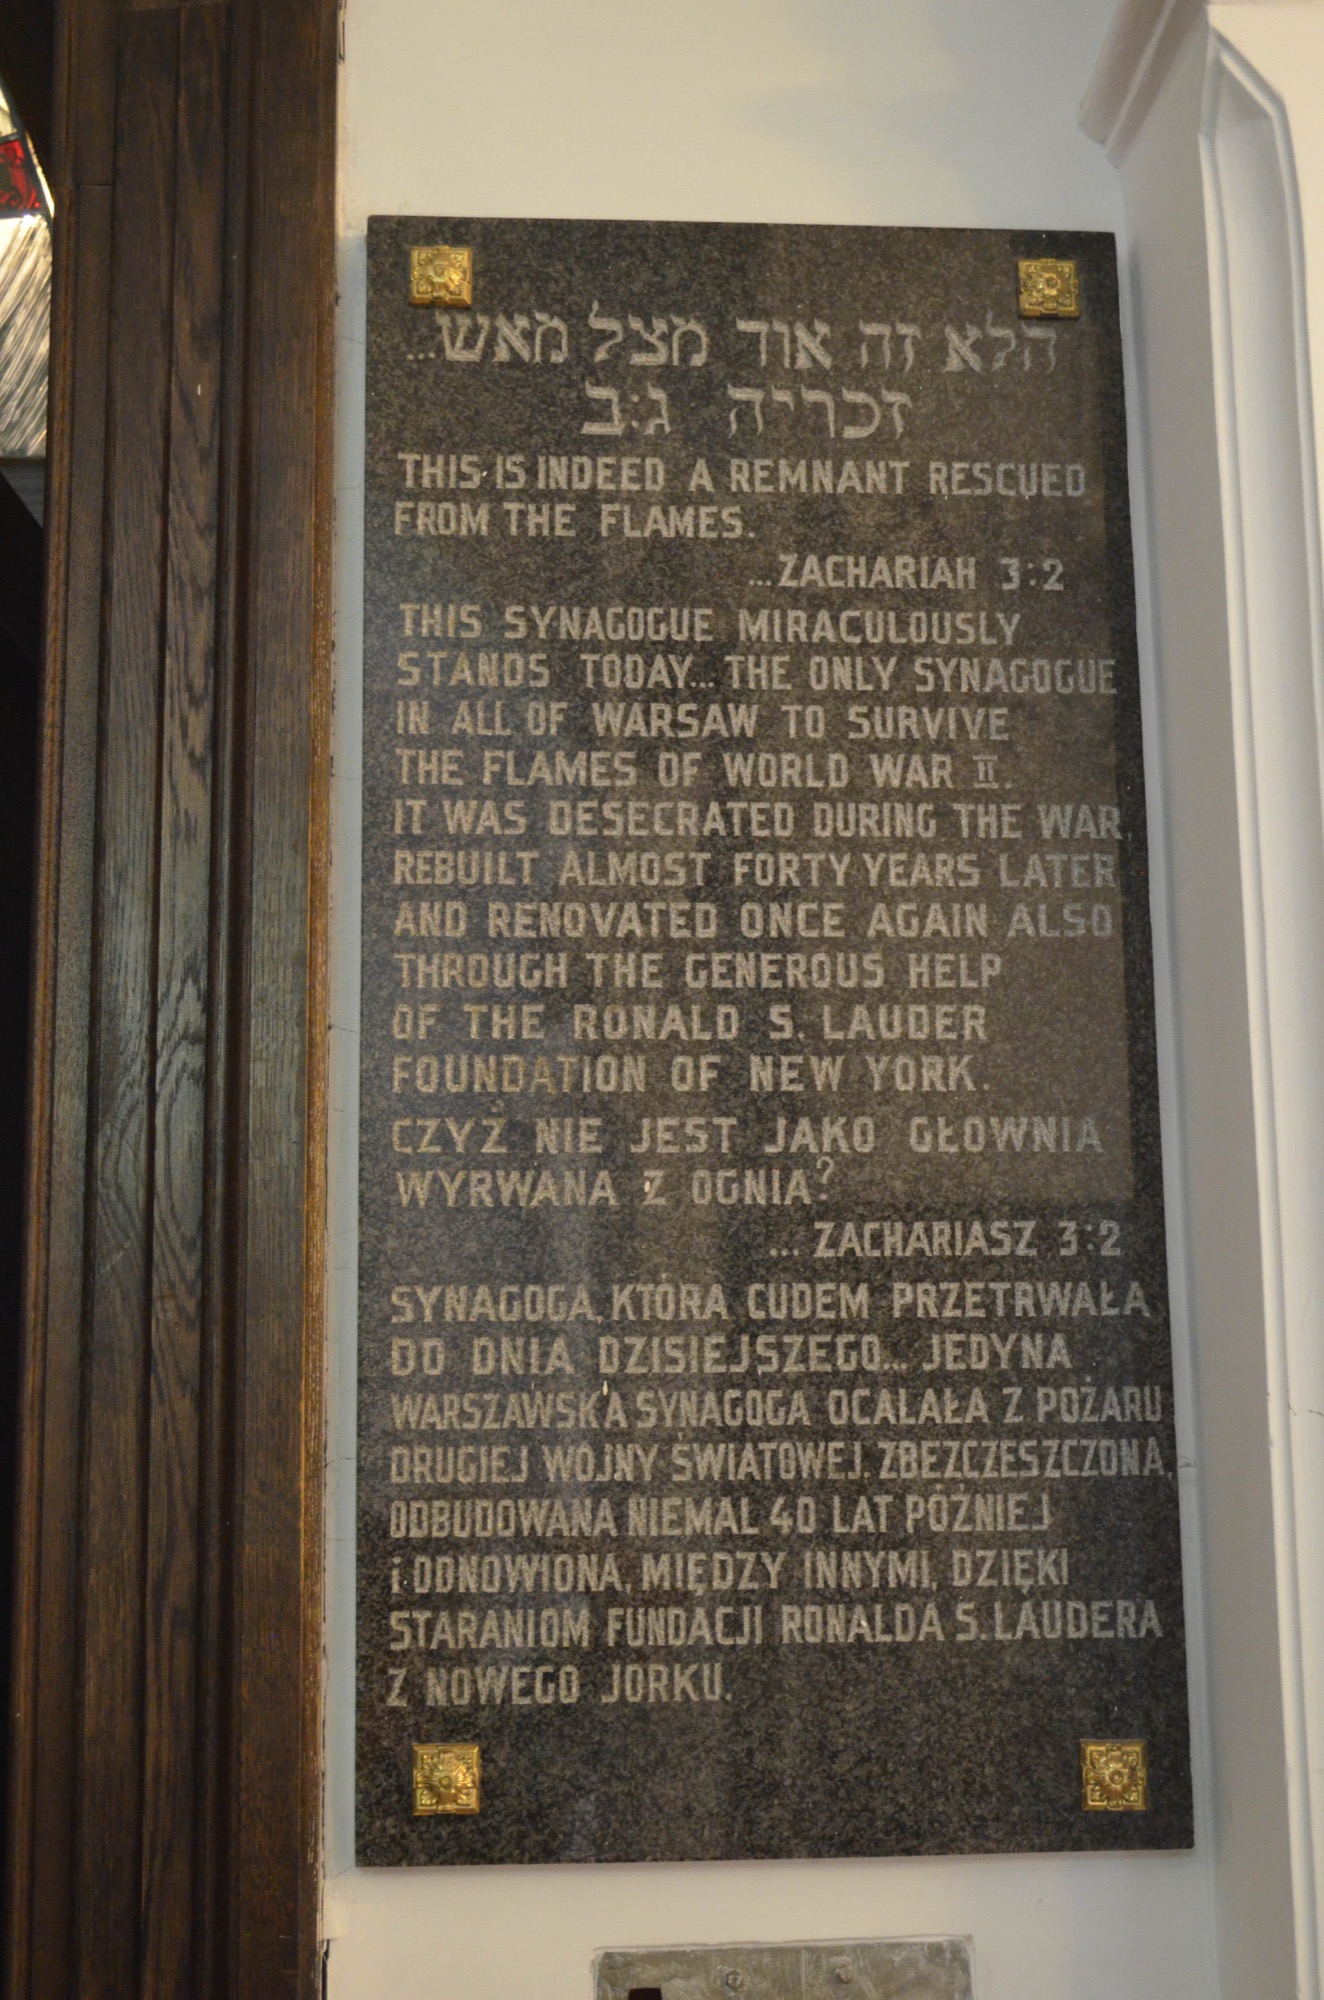 הלא זה אוד מצל מאש...
זכריה ג:ב
THIS IS INDEED A REMNANT RESCUED
FROM THE FLAMES.
...ZACHARIAH 3:2
THIS SYNAGOGUE MIRACULOUSLY
STANDS TODAY... THE ONLY SYNAGOGUE
IN ALL OF WARSAW TO SURVIVE
THE FLAMES OF WORLD WAR II.
IT WAS DESECRATED DURING THE WAR,
REBUILT ALMOST FORTY YEARS LATER
AND RENOVATED ONCE AGAIN ALSO
THROUGH THE GENEROUS HELP
OF THE RONALD S. LAUDER
FOUNDATION OF NEW YORK.
CZYŻ NIE JEST JAKO GŁOWNIA
WYRWANA Z OGNIA?
... ZACHARIASZ 3:2
SYNAGOGA, KTÓRA CUDEM PRZETRWAŁA
DO DNIA DZISIEJSZEGO... JEDYNA
WARSZAWSKA SYNAGOGA OCALAŁA Z POŻARU
DRUGIEJ WOJNY ŚWIATOWEJ. ZBEZCZESZCZONA,
ODBUDOWANA NIEMAL 40 LAT PÓŹNIEJ
i ODNOWIONA, MIĘDZY INNYMI, DZIĘKI
STARANIOM FUNDACJI RONALDA S. LAUDERA
Z NOWEGO JORKU.